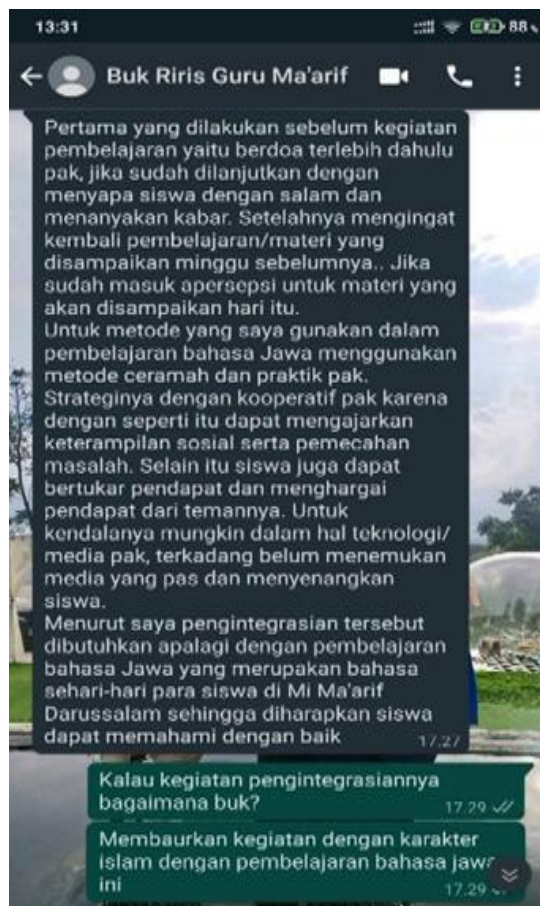 13:31
88
Buk Riris Guru Ma'arif
Pertama yang dilakukan sebelum kegiatan
pembelajaran yaitu berdoa terlebih dahulu
pak, jika sudah dilanjutkan dengan
menyapa siswa dengan salam dan
menanyakan kabar. Setelahnya mengingat
kembali pembelajaran/materi yang
disampaikan minggu sebelumnya.. Jika
sudah masuk apersepsi untuk materi yang
akan disampaikan hari itu.
Untuk metode yang saya gunakan dalam
pembelajaran bahasa Jawa menggunakan
metode ceramah dan praktik pak.
Strateginya dengan kooperatif pak karena
dengan seperti itu dapat mengajarkan
keterampilan sosial serta pemecahan
masalah. Selain itu siswa juga dapat
bertukar pendapat dan menghargai
pendapat dari temannya. Untuk
kendalanya mungkin dalam hal teknologi/
media pak, terkadang belum menemukan
media yang pas dan menyenangkan
siswa.
Menurut saya pengintegrasian tersebut
dibutuhkan apalagi dengan pembelajaran
bahasa Jawa yang merupakan bahasa
sehari-hari para siswa di Mi Ma'arif
Darussalam sehingga diharapkan siswa
dapat memahami dengan baik
17.27
Kalau kegiatan pengintegrasiannya
bagaimana buk?
17.29
Membaurkan kegiatan dengan karakter
islam dengan pembelajaran bahasa jawa
ini
17.29